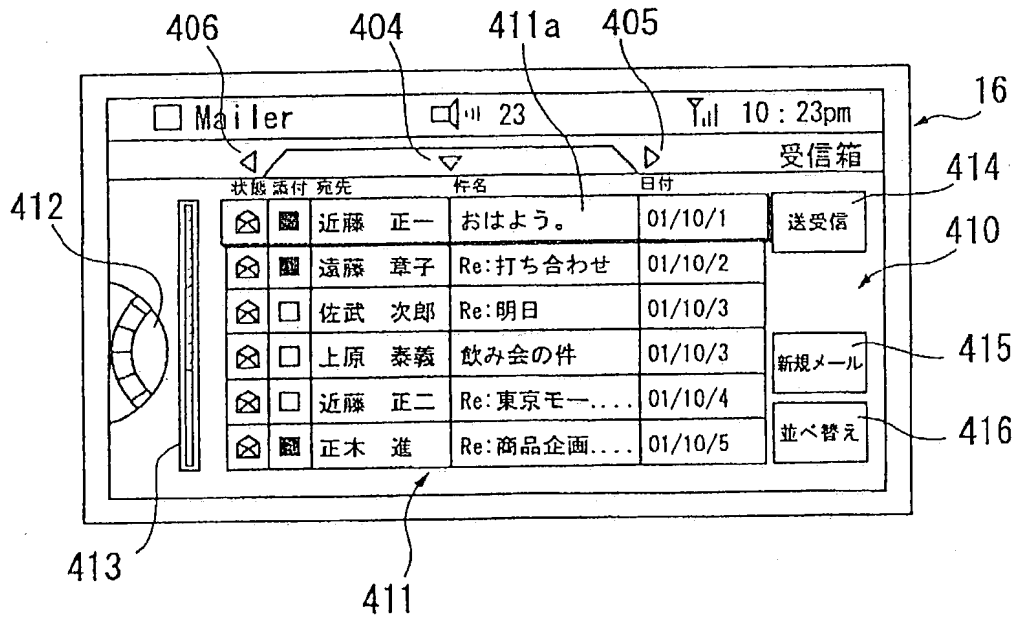 406 404 411a 405
Mailer 23 10:23pm 16
受信箱
状態 添付 宛先 件名 日付 414
412 近藤 正一 おはよう。 01/10/1 送受信
410
遠藤 章子 Re:打ち合わせ 01/10/2
佐武 次郎 Re:明日 01/10/3
上原 泰義 飲み会の件 01/10/3 新規メール 415
近藤 正二 Re:東京モー.... 01/10/4
正木 進 Re:商品企画.... 01/10/5 並べ替え 416
413 411